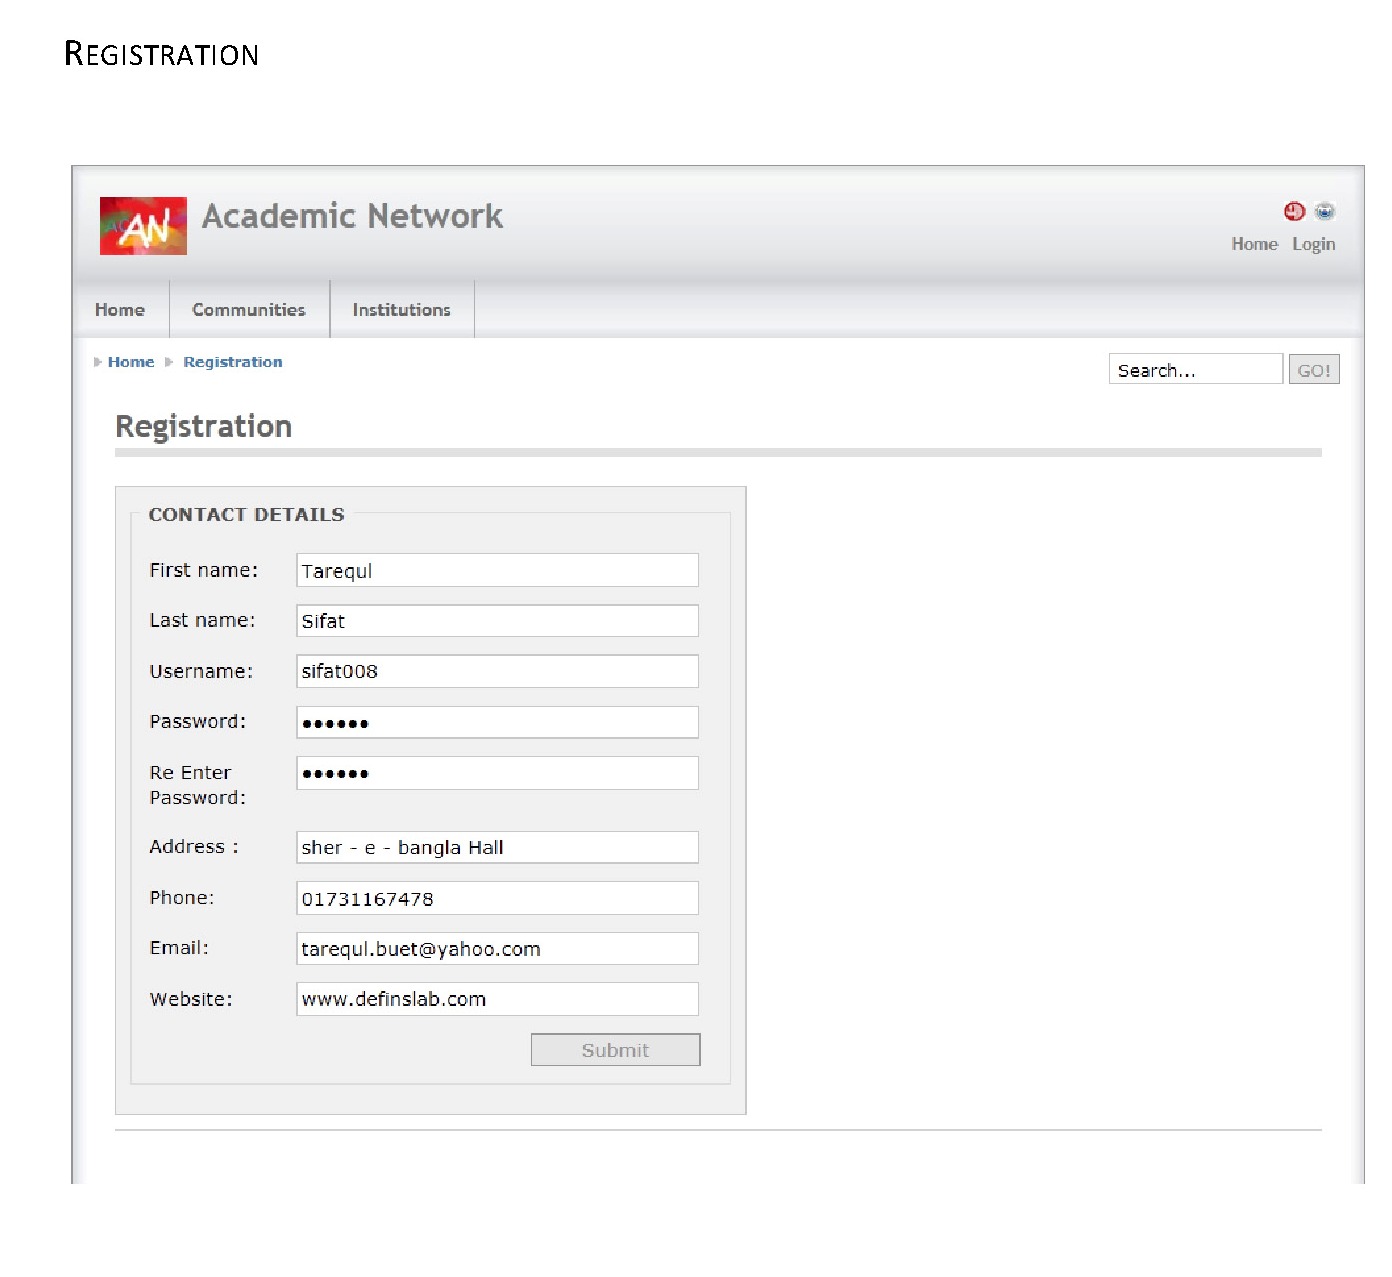 REGISTRATION
AN Academic Network
Home Login
Home Communities Institutions
Home Registration
Search... GO!
Registration
CONTACT DETAILS
First name: Tarequl
Last name: Sifat
Username: sifat008
Password: ••••••
Re Enter
Password: ••••••
Address : sher - e - bangla Hall
Phone: 01731167478
Email: tarequl.buet@yahoo.com
Website: www.definslab.com
Submit